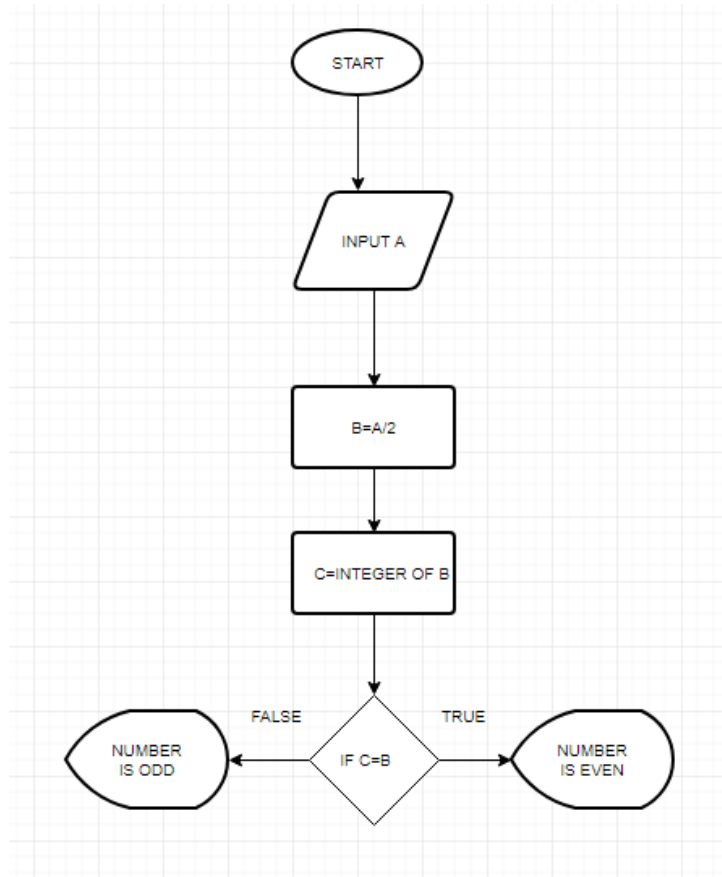 START
INPUT A
B=A/2
C=INTEGER OF B
FALSE
TRUE
NUMBER
IS ODD
IF C=B
NUMBER
IS EVEN